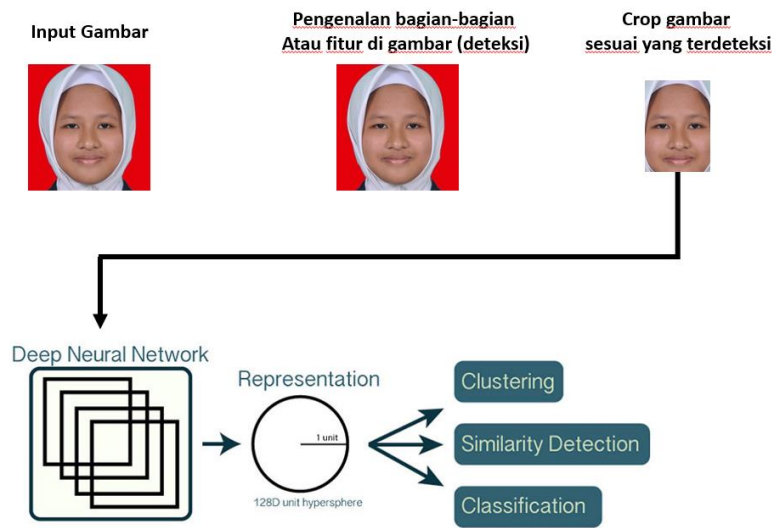 Input Gambar
Pengenalan bagian-bagian
Atau fitur di gambar (deteksi)
Crop gambar
sesuai yang terdeteksi
Deep Neural Network
Representation
1 unit
128D unit hypersphere
Clustering
Similarity Detection
Classification